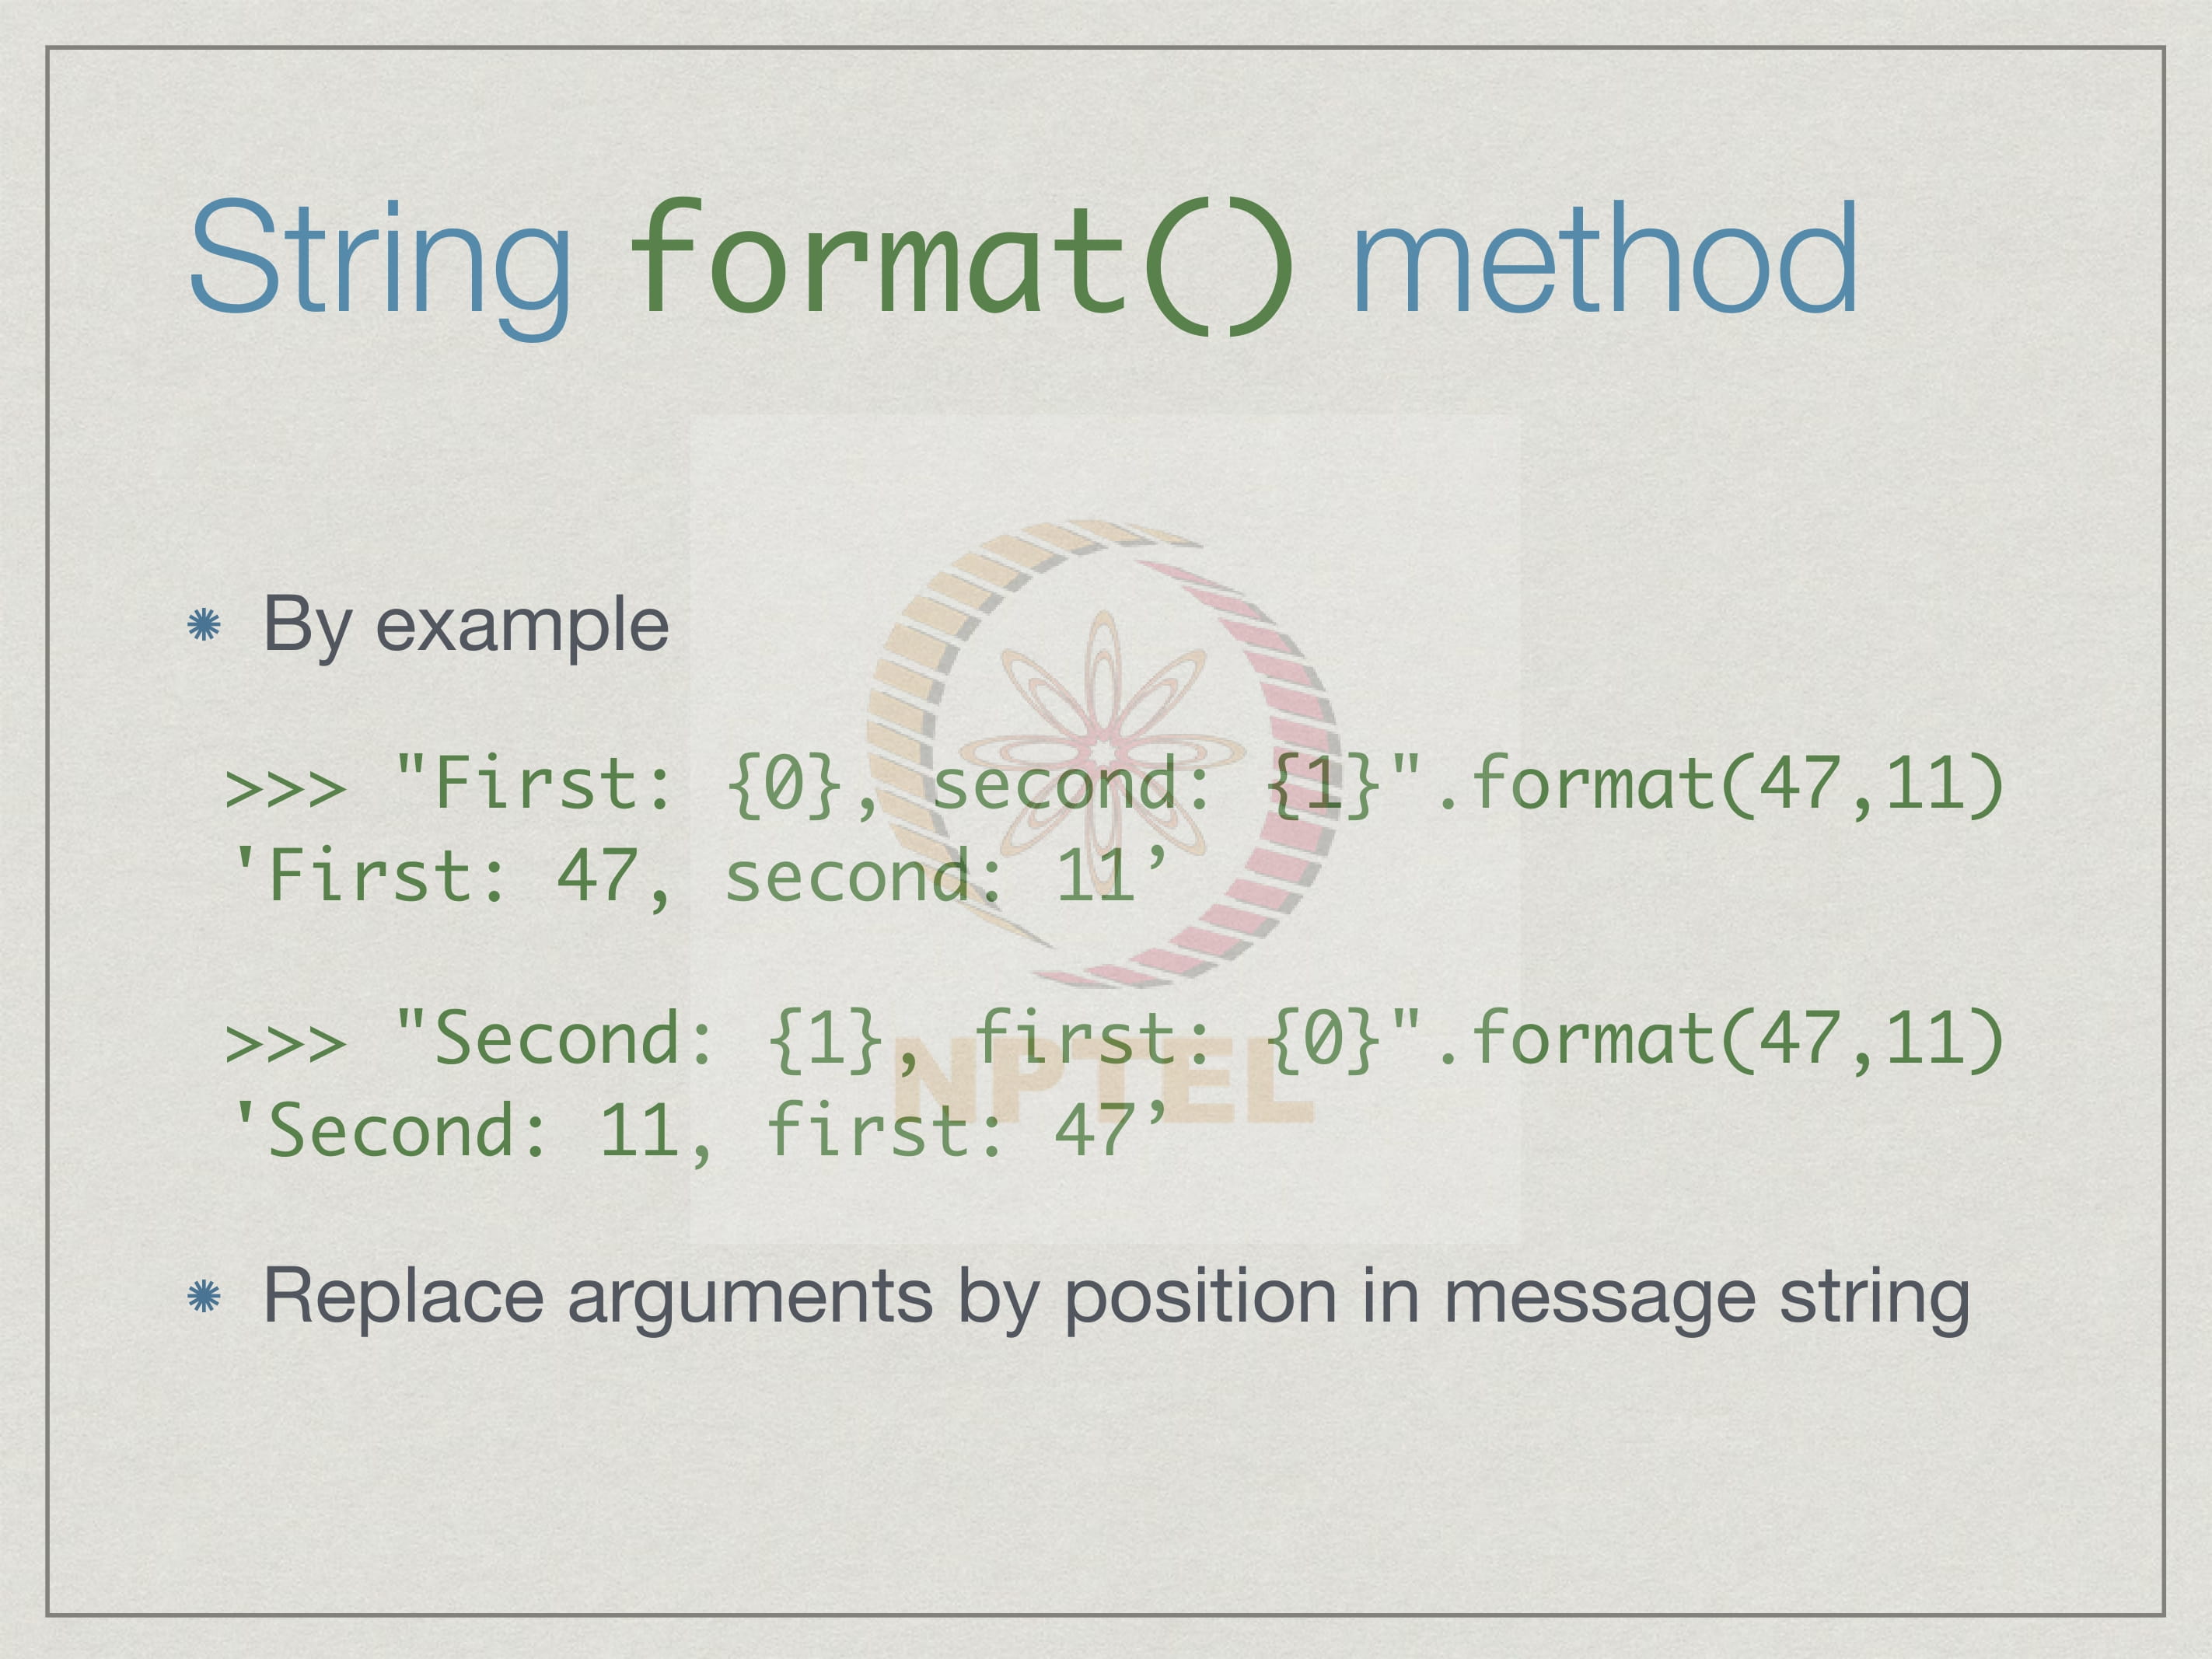 String format() method
By example
>>> "First: {0}, second: {1}".format(47,11)
'First: 47, second: 11’
>>> "Second: {1}, first: {0}".format(47,11)
'Second: 11, first: 47’
NPTEL
Replace arguments by position in message string